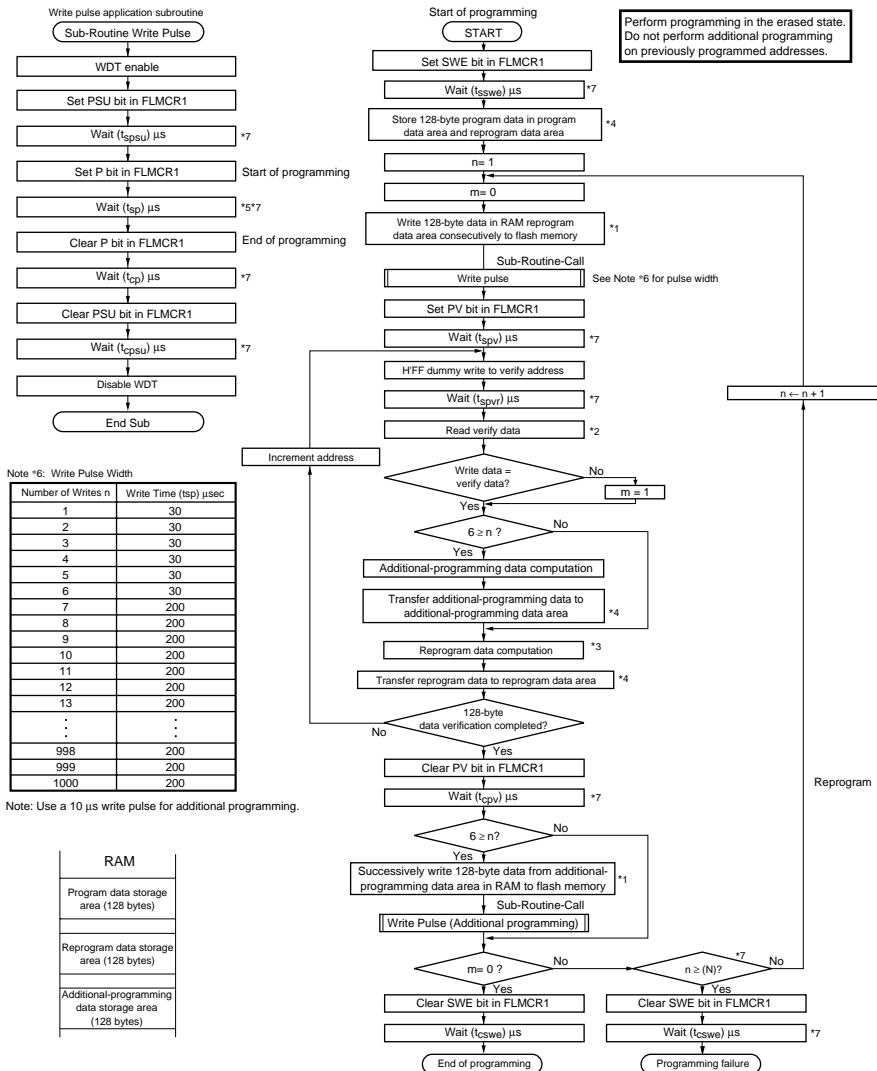 Write pulse application subroutine
Sub-Routine Write Pulse
WDT enable
Set PSU bit in FLMCR1
Wait (tspsu) μs
*7
Set P bit in FLMCR1
Start of programming
Wait (tsp) μs
*5*7
Clear P bit in FLMCR1
End of programming
Wait (tcp) μs
*7
Clear PSU bit in FLMCR1
Wait (tcpsu) μs
*7
Disable WDT
End Sub
Note *6: Write Pulse Width
Number of Writes n Write Time (tsp) μsec
1 30
2 30
3 30
4 30
5 30
6 30
7 200
8 200
9 200
10 200
11 200
12 200
13 200
998 200
999 200
1000 200
Note: Use a 10 μs write pulse for additional programming.
RAM
Program data storage
area (128 bytes)
Reprogram data storage
area (128 bytes)
Additional-programming
data storage area
(128 bytes)
Start of programming
START
Perform programming in the erased state.
Do not perform additional programming
on previously programmed addresses.
Set SWE bit in FLMCR1
Wait (tsswe) μs
*7
Store 128-byte program data in program
data area and reprogram data area
*4
n= 1
m= 0
Write 128-byte data in RAM reprogram
data area consecutively to flash memory
*1
Sub-Routine-Call
Write pulse
See Note *6 for pulse width
Set PV bit in FLMCR1
Wait (tspv) μs
*7
H'FF dummy write to verify address
Wait (tspvr) μs
*7
Read verify data
*2
Increment address
n ← n + 1
Write data =
verify data?
No
m = 1
Yes
6 ≥ n ?
No
Yes
Additional-programming data computation
Transfer additional-programming data to
additional-programming data area
*4
Reprogram data computation
*3
Transfer reprogram data to reprogram data area
*4
128-byte
data verification completed?
No
Yes
Clear PV bit in FLMCR1
Reprogram
Wait (tcpv) μs
*7
6 ≥ n?
No
Yes
Successively write 128-byte data from additional-
programming data area in RAM to flash memory
*1
Sub-Routine-Call
Write Pulse (Additional programming)
m= 0 ?
No
*7
n ≥ (N)?
No
Yes
Yes
Clear SWE bit in FLMCR1
Clear SWE bit in FLMCR1
Wait (tcswe) μs
Wait (tcswe) μs
*7
End of programming
Programming failure